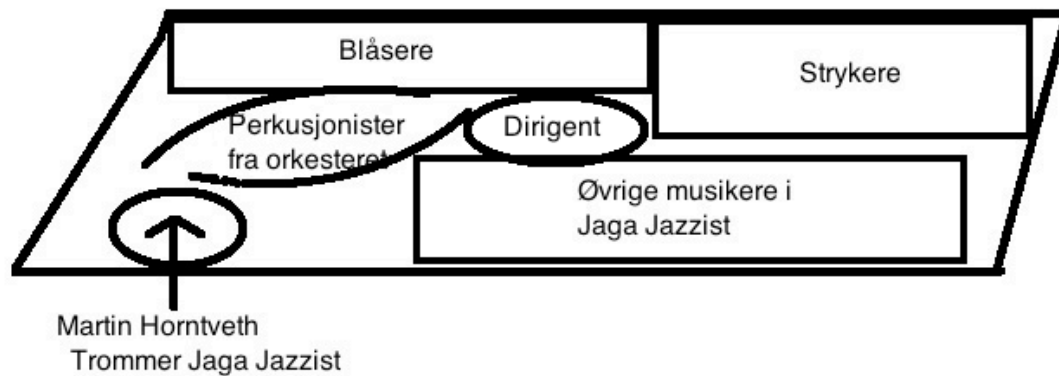 Blåsere
Strykere
Perkusjonister
fra orkesteret
Dirigent
Øvrige musikere i
Jaga Jazzist
Martin Horntveth
Trommer Jaga Jazzist